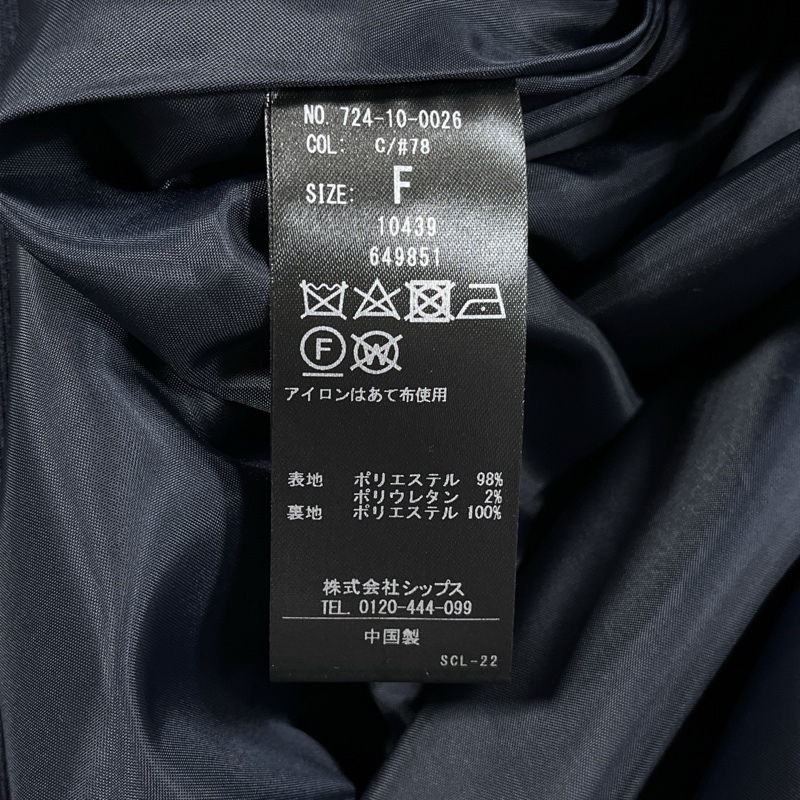 NO. 724-10-0026
COL: C/#78
SIZE: F
10439
649851
F W
アイロンはあて布使用
表地 ポリエステル 98%
ポリウレタン 2%
裏地 ポリエステル 100%
株式会社シップス
TEL. 0120-444-099
中国製
SCL-22